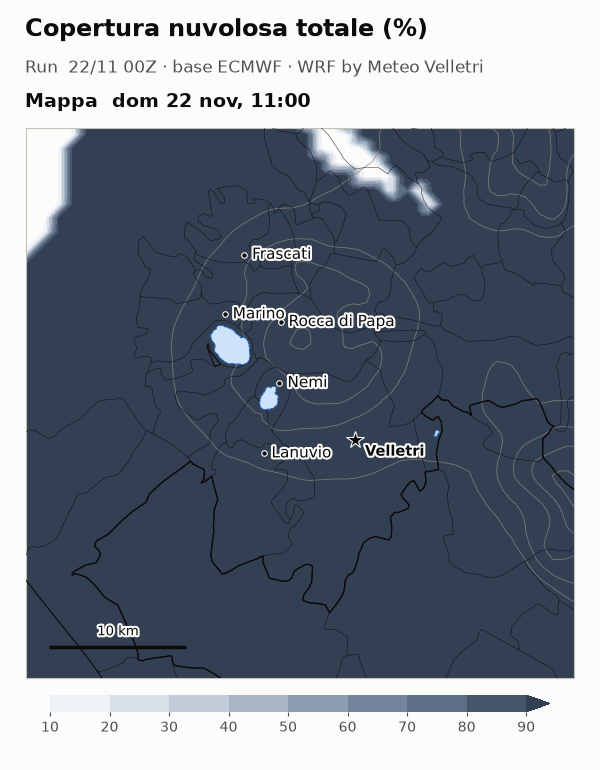 Copertura nuvolosa totale (%)
Run  22/11 00Z · base ECMWF · WRF by Meteo Velletri
Mappa  dom 22 nov, 11:00
Frascati
Marino
Rocca di Papa
Nemi
Velletri
Lanuvio
10 km
10 20 30 40 50 60 70 80 90